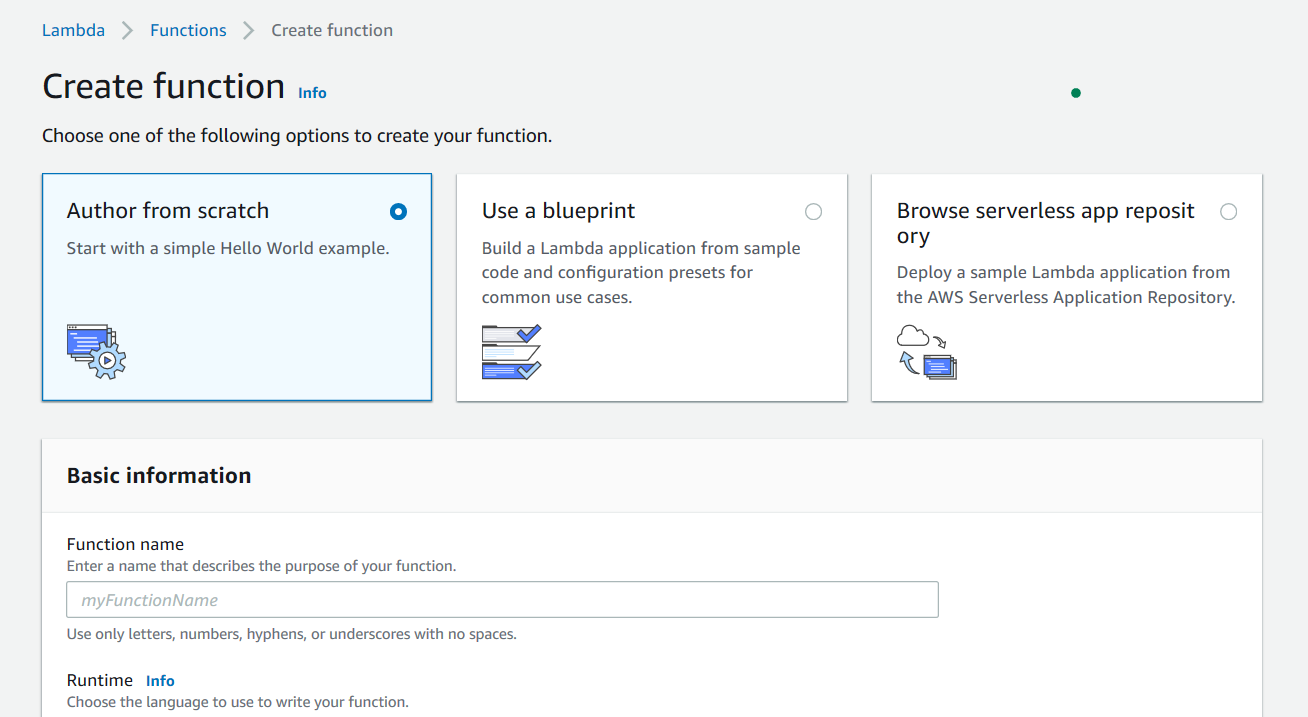 Lambda > Functions > Create function
Create function Info
Choose one of the following options to create your function.
Author from scratch
Start with a simple Hello World example.
Use a blueprint
Build a Lambda application from sample
code and configuration presets for
common use cases.
Browse serverless app reposit
ory
Deploy a sample Lambda application from
the AWS Serverless Application Repository.
Basic information
Function name
Enter a name that describes the purpose of your function.
myFunctionName
Use only letters, numbers, hyphens, or underscores with no spaces.
Runtime Info
Choose the language to use to write your function.